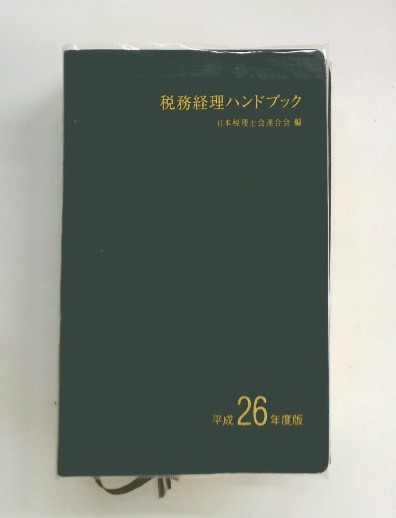 税務経理ハンドブック
日本税理士会連合会 編
平成26年度版